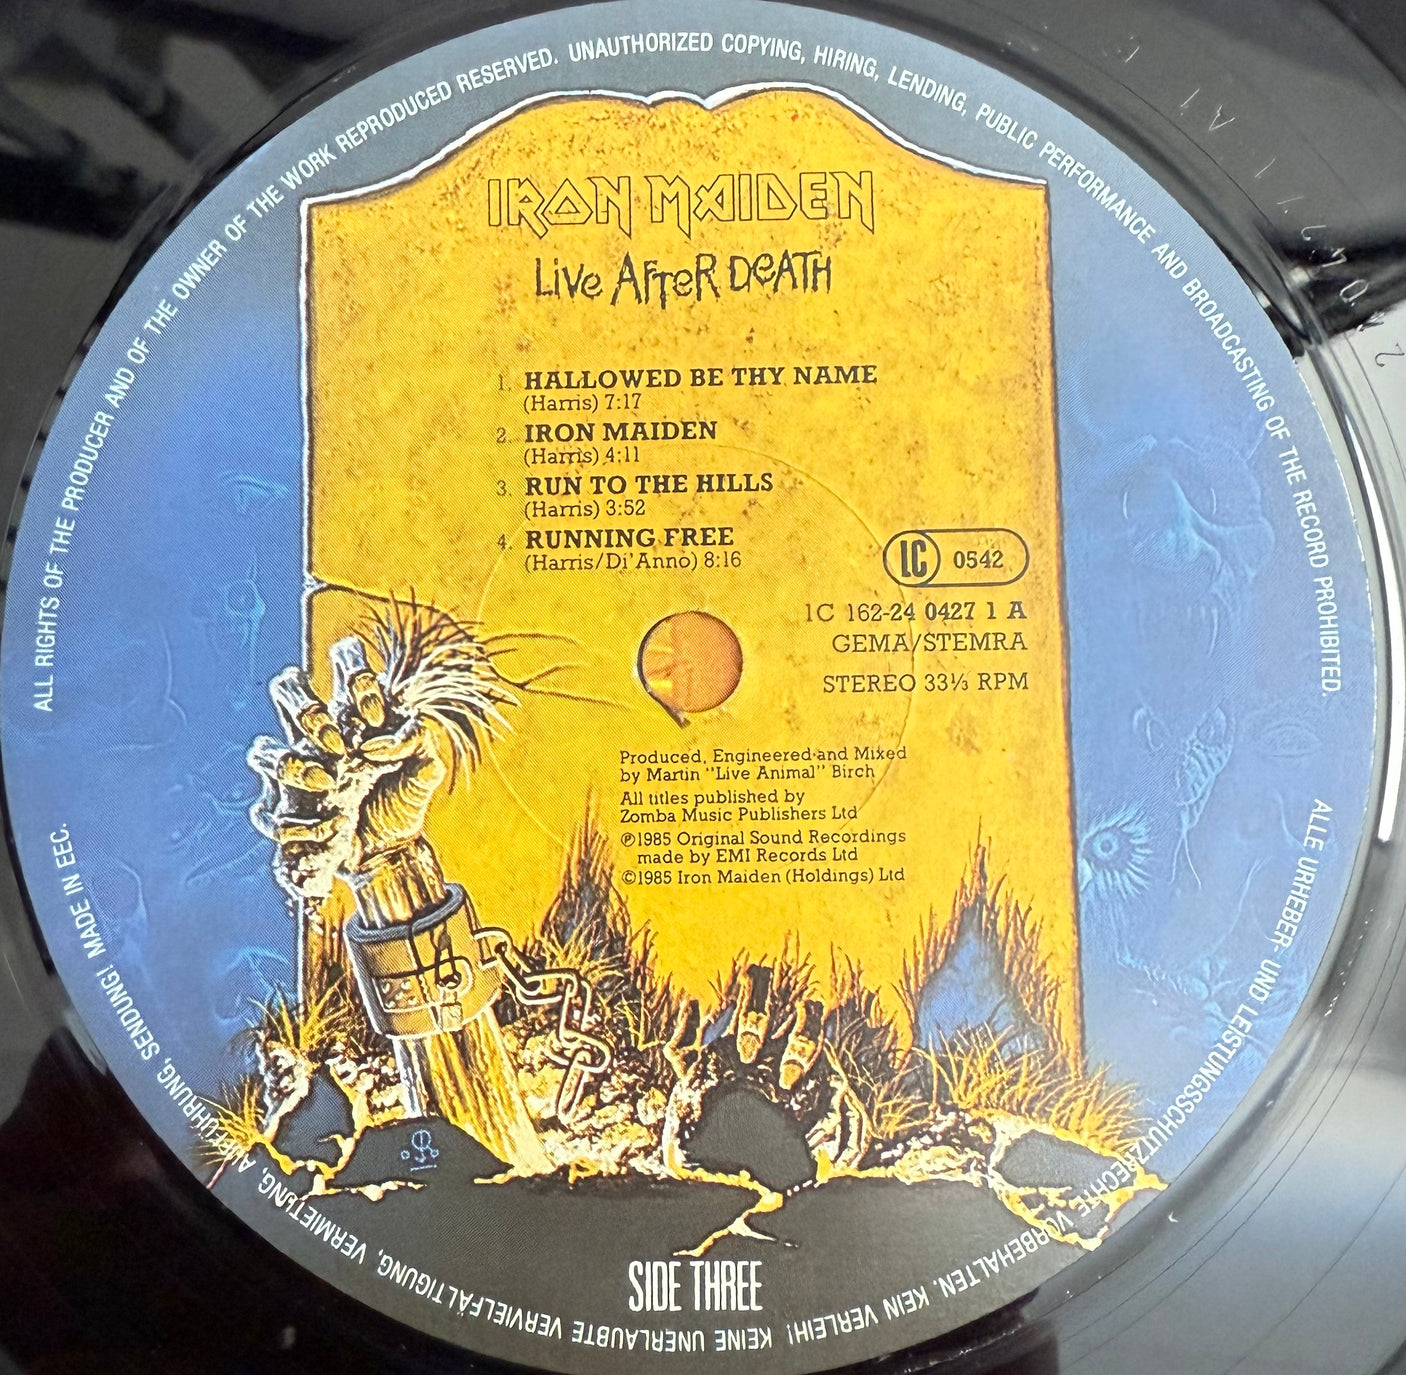 ALL RIGHTS OF THE PRODUCER AND OF THE OWNER OF THE WORK REPRODUCED RESERVED. UNAUTHORIZED COPYING, HIRING, LENDING, PUBLIC PERFORMANCE AND BROADCASTING OF THE RECORD PROHIBITED.
IRON MAIDEN
LIVE AFTER DEATH
1. HALLOWED BE THY NAME
(Harris) 7:17
2. IRON MAIDEN
(Harris) 4:11
3. RUN TO THE HILLS
(Harris) 3:52
4. RUNNING FREE
(Harris/Di'Anno) 8:16
LC 0542
1C 162-24 0427 1 A
GEMA/STEMRA
STEREO 33⅓ RPM
Produced, Engineered and Mixed
by Martin "Live Animal" Birch
All titles published by
Zomba Music Publishers Ltd
℗1985 Original Sound Recordings
made by EMI Records Ltd
©1985 Iron Maiden (Holdings) Ltd
SIDE THREE
ALLE URHEBER- UND LEISTUNGSSCHUTZRECHTE VORBEHALTEN. KEIN VERLEIH! KEINE UNERLAUBTE VERVIELFÄLTIGUNG, VERMIETUNG, AUFFÜHRUNG, SENDUNG! MADE IN EEC.